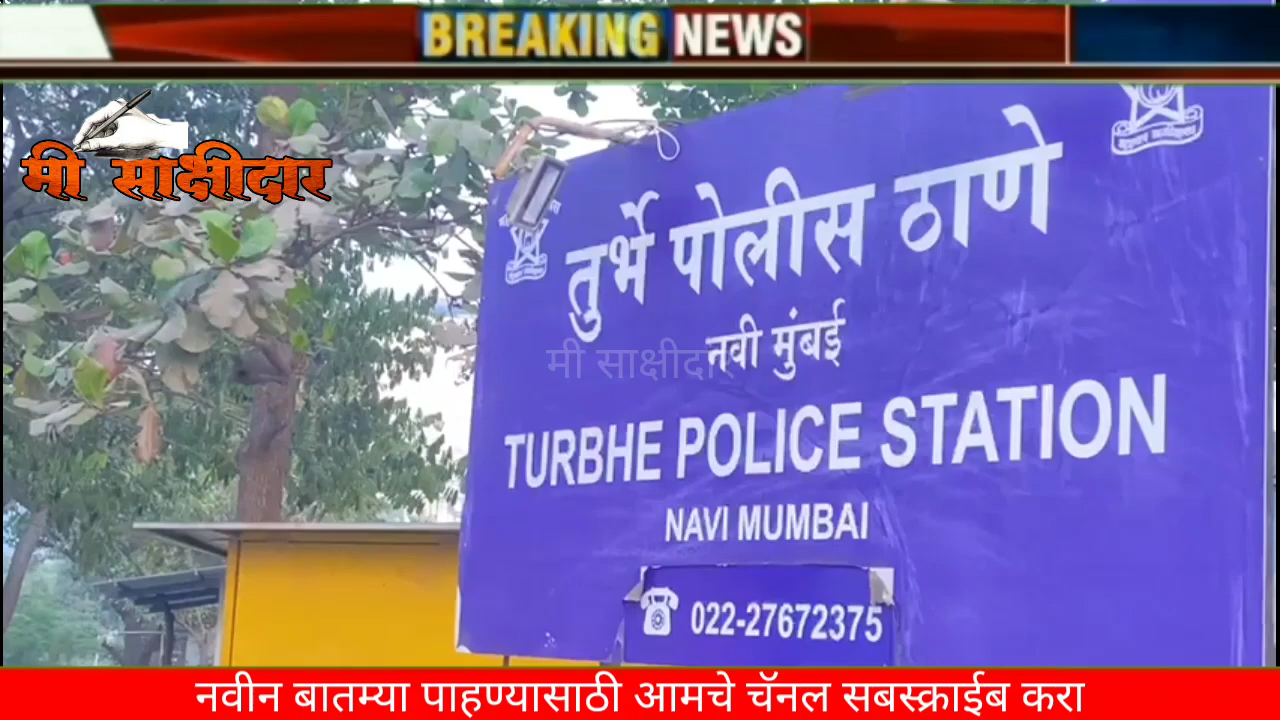 BREAKING NEWS
मी साक्षीदार
तुर्भे पोलीस ठाणे
नवी मुंबई
मी साक्षीदार
TURBHE POLICE STATION
NAVI MUMBAI
022-27672375
नवीन बातम्या पाहण्यासाठी आमचे चॅनल सबस्क्राईब करा